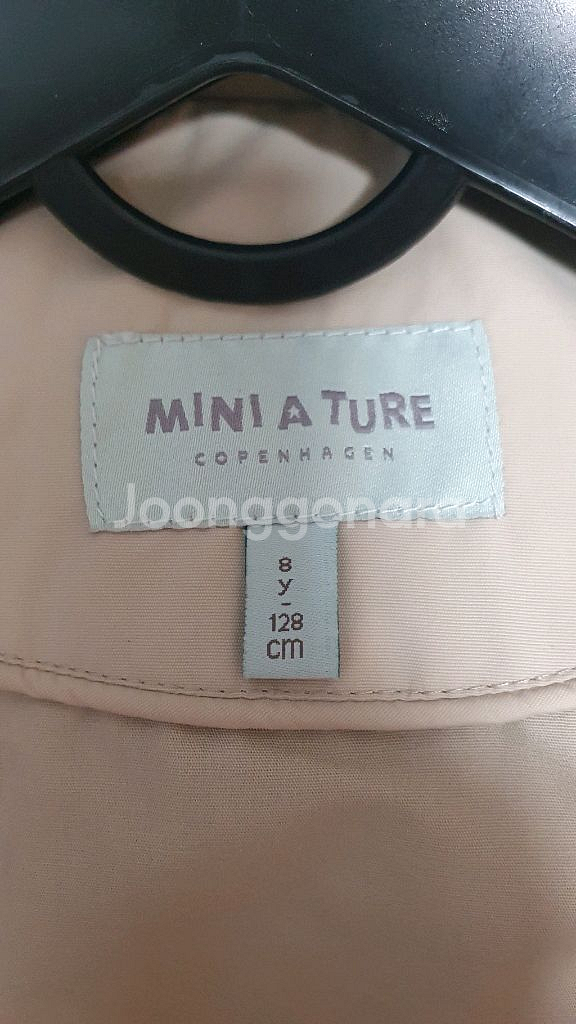 MINI A TURE
COPENHAGEN
Joonggonara
8
y
-
128
cm